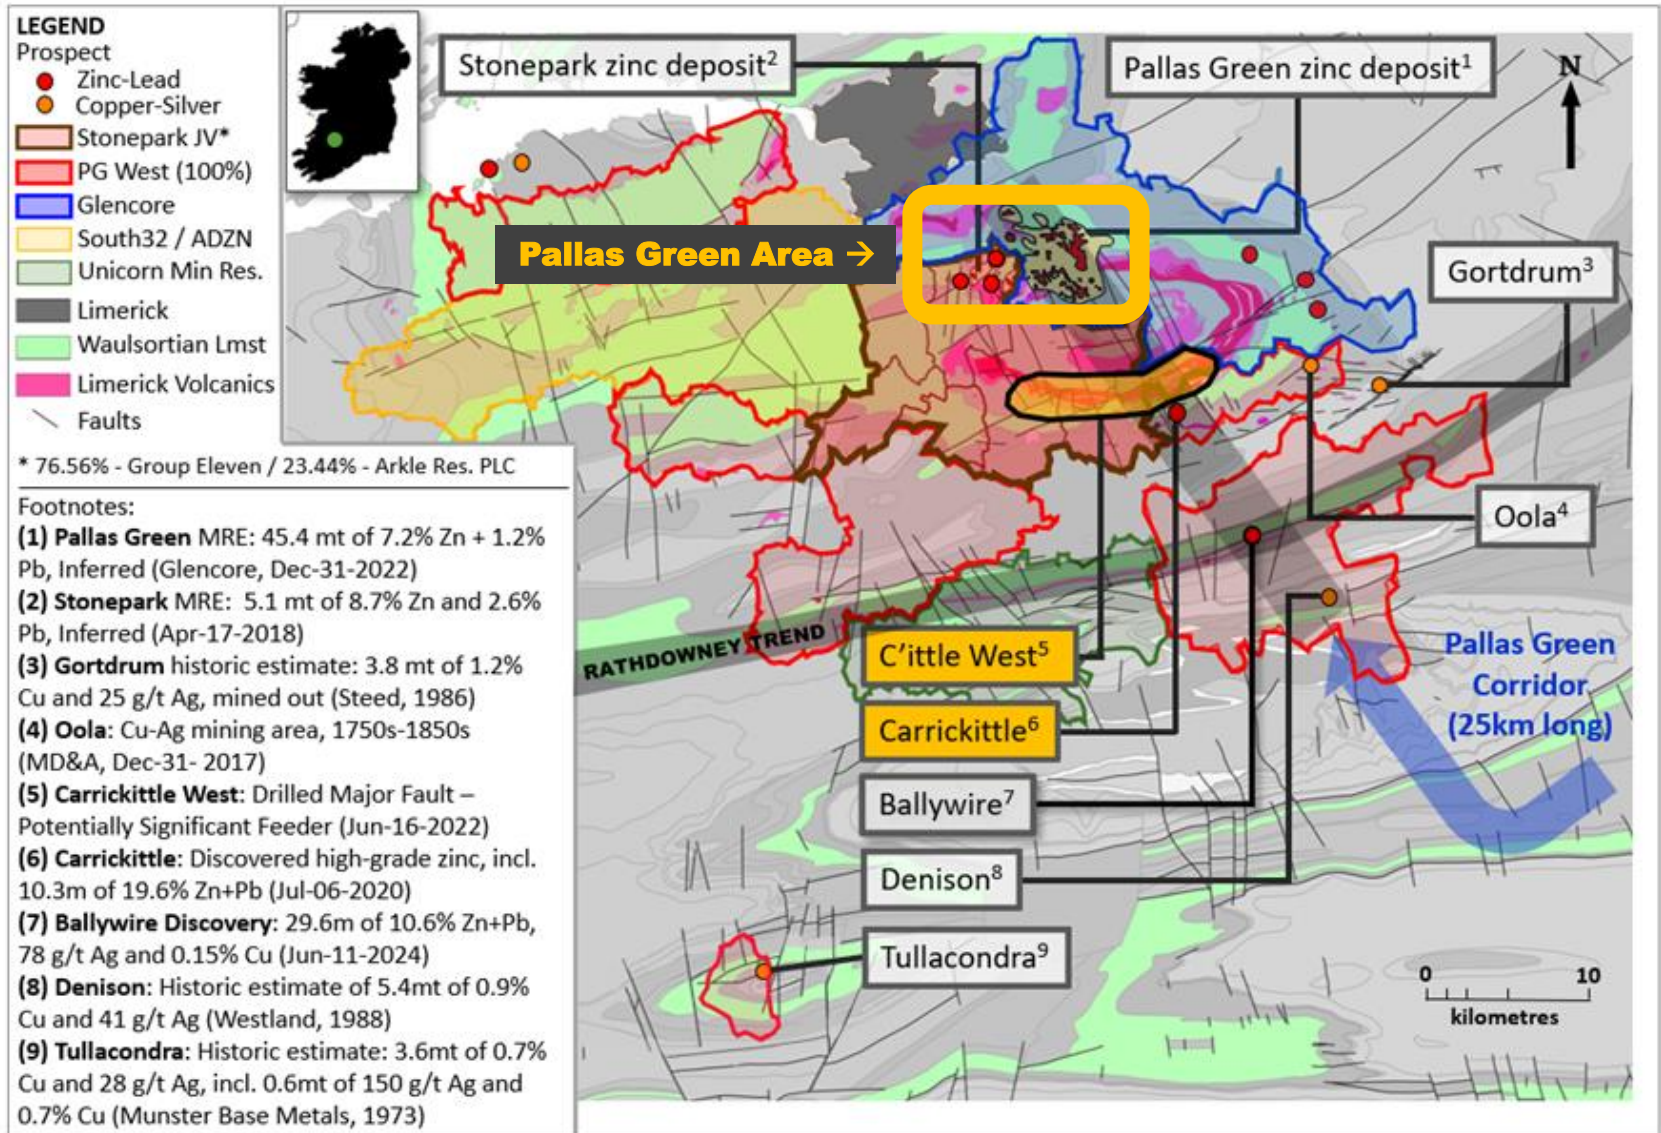 LEGEND
Prospect
Zinc-Lead
Copper-Silver
Stonepark JV*
PG West (100%)
Glencore
South32 / ADZN
Unicorn Min Res.
Limerick
Waulsortian Lmst
Limerick Volcanics
Faults
* 76.56% - Group Eleven / 23.44% - Arkle Res. PLC
Footnotes:
(1) Pallas Green MRE: 45.4 mt of 7.2% Zn + 1.2%
Pb, Inferred (Glencore, Dec-31-2022)
(2) Stonepark MRE: 5.1 mt of 8.7% Zn and 2.6%
Pb, Inferred (Apr-17-2018)
(3) Gortdrum historic estimate: 3.8 mt of 1.2%
Cu and 25 g/t Ag, mined out (Steed, 1986)
(4) Oola: Cu-Ag mining area, 1750s-1850s
(MD&A, Dec-31- 2017)
(5) Carrickittle West: Drilled Major Fault –
Potentially Significant Feeder (Jun-16-2022)
(6) Carrickittle: Discovered high-grade zinc, incl.
10.3m of 19.6% Zn+Pb (Jul-06-2020)
(7) Ballywire Discovery: 29.6m of 10.6% Zn+Pb,
78 g/t Ag and 0.15% Cu (Jun-11-2024)
(8) Denison: Historic estimate of 5.4mt of 0.9%
Cu and 41 g/t Ag (Westland, 1988)
(9) Tullacondra: Historic estimate: 3.6mt of 0.7%
Cu and 28 g/t Ag, incl. 0.6mt of 150 g/t Ag and
0.7% Cu (Munster Base Metals, 1973)
Stonepark zinc deposit²
Pallas Green zinc deposit¹
N
Pallas Green Area →
Gortdrum³
Oola⁴
RATHDOWNEY TREND
C'ittle West⁵
Pallas Green
Corridor
(25km long)
Carrickittle⁶
Ballywire⁷
Denison⁸
Tullacondra⁹
0 10
kilometres